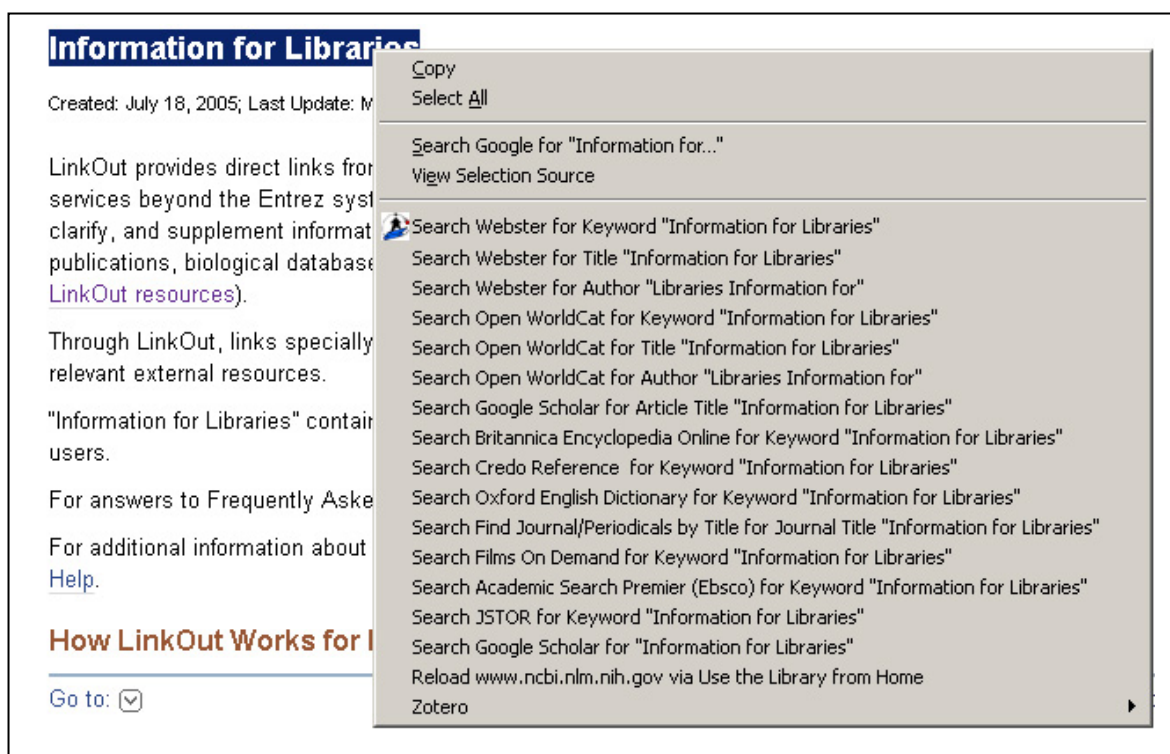 Information for Libraries
Created: July 18, 2005; Last Update: M
LinkOut provides direct links from
services beyond the Entrez syst
clarify, and supplement informat
publications, biological database
LinkOut resources).
Through LinkOut, links specially
relevant external resources.
"Information for Libraries" contain
users.
For answers to Frequently Aske
For additional information about
Help.
How LinkOut Works for
Go to:
Copy
Select All
Search Google for "Information for..."
View Selection Source
Search Webster for Keyword "Information for Libraries"
Search Webster for Title "Information for Libraries"
Search Webster for Author "Libraries Information for"
Search Open WorldCat for Keyword "Information for Libraries"
Search Open WorldCat for Title "Information for Libraries"
Search Open WorldCat for Author "Libraries Information for"
Search Google Scholar for Article Title "Information for Libraries"
Search Britannica Encyclopedia Online for Keyword "Information for Libraries"
Search Credo Reference for Keyword "Information for Libraries"
Search Oxford English Dictionary for Keyword "Information for Libraries"
Search Find Journal/Periodicals by Title for Journal Title "Information for Libraries"
Search Films On Demand for Keyword "Information for Libraries"
Search Academic Search Premier (Ebsco) for Keyword "Information for Libraries"
Search JSTOR for Keyword "Information for Libraries"
Search Google Scholar for "Information for Libraries"
Reload www.ncbi.nlm.nih.gov via Use the Library from Home
Zotero